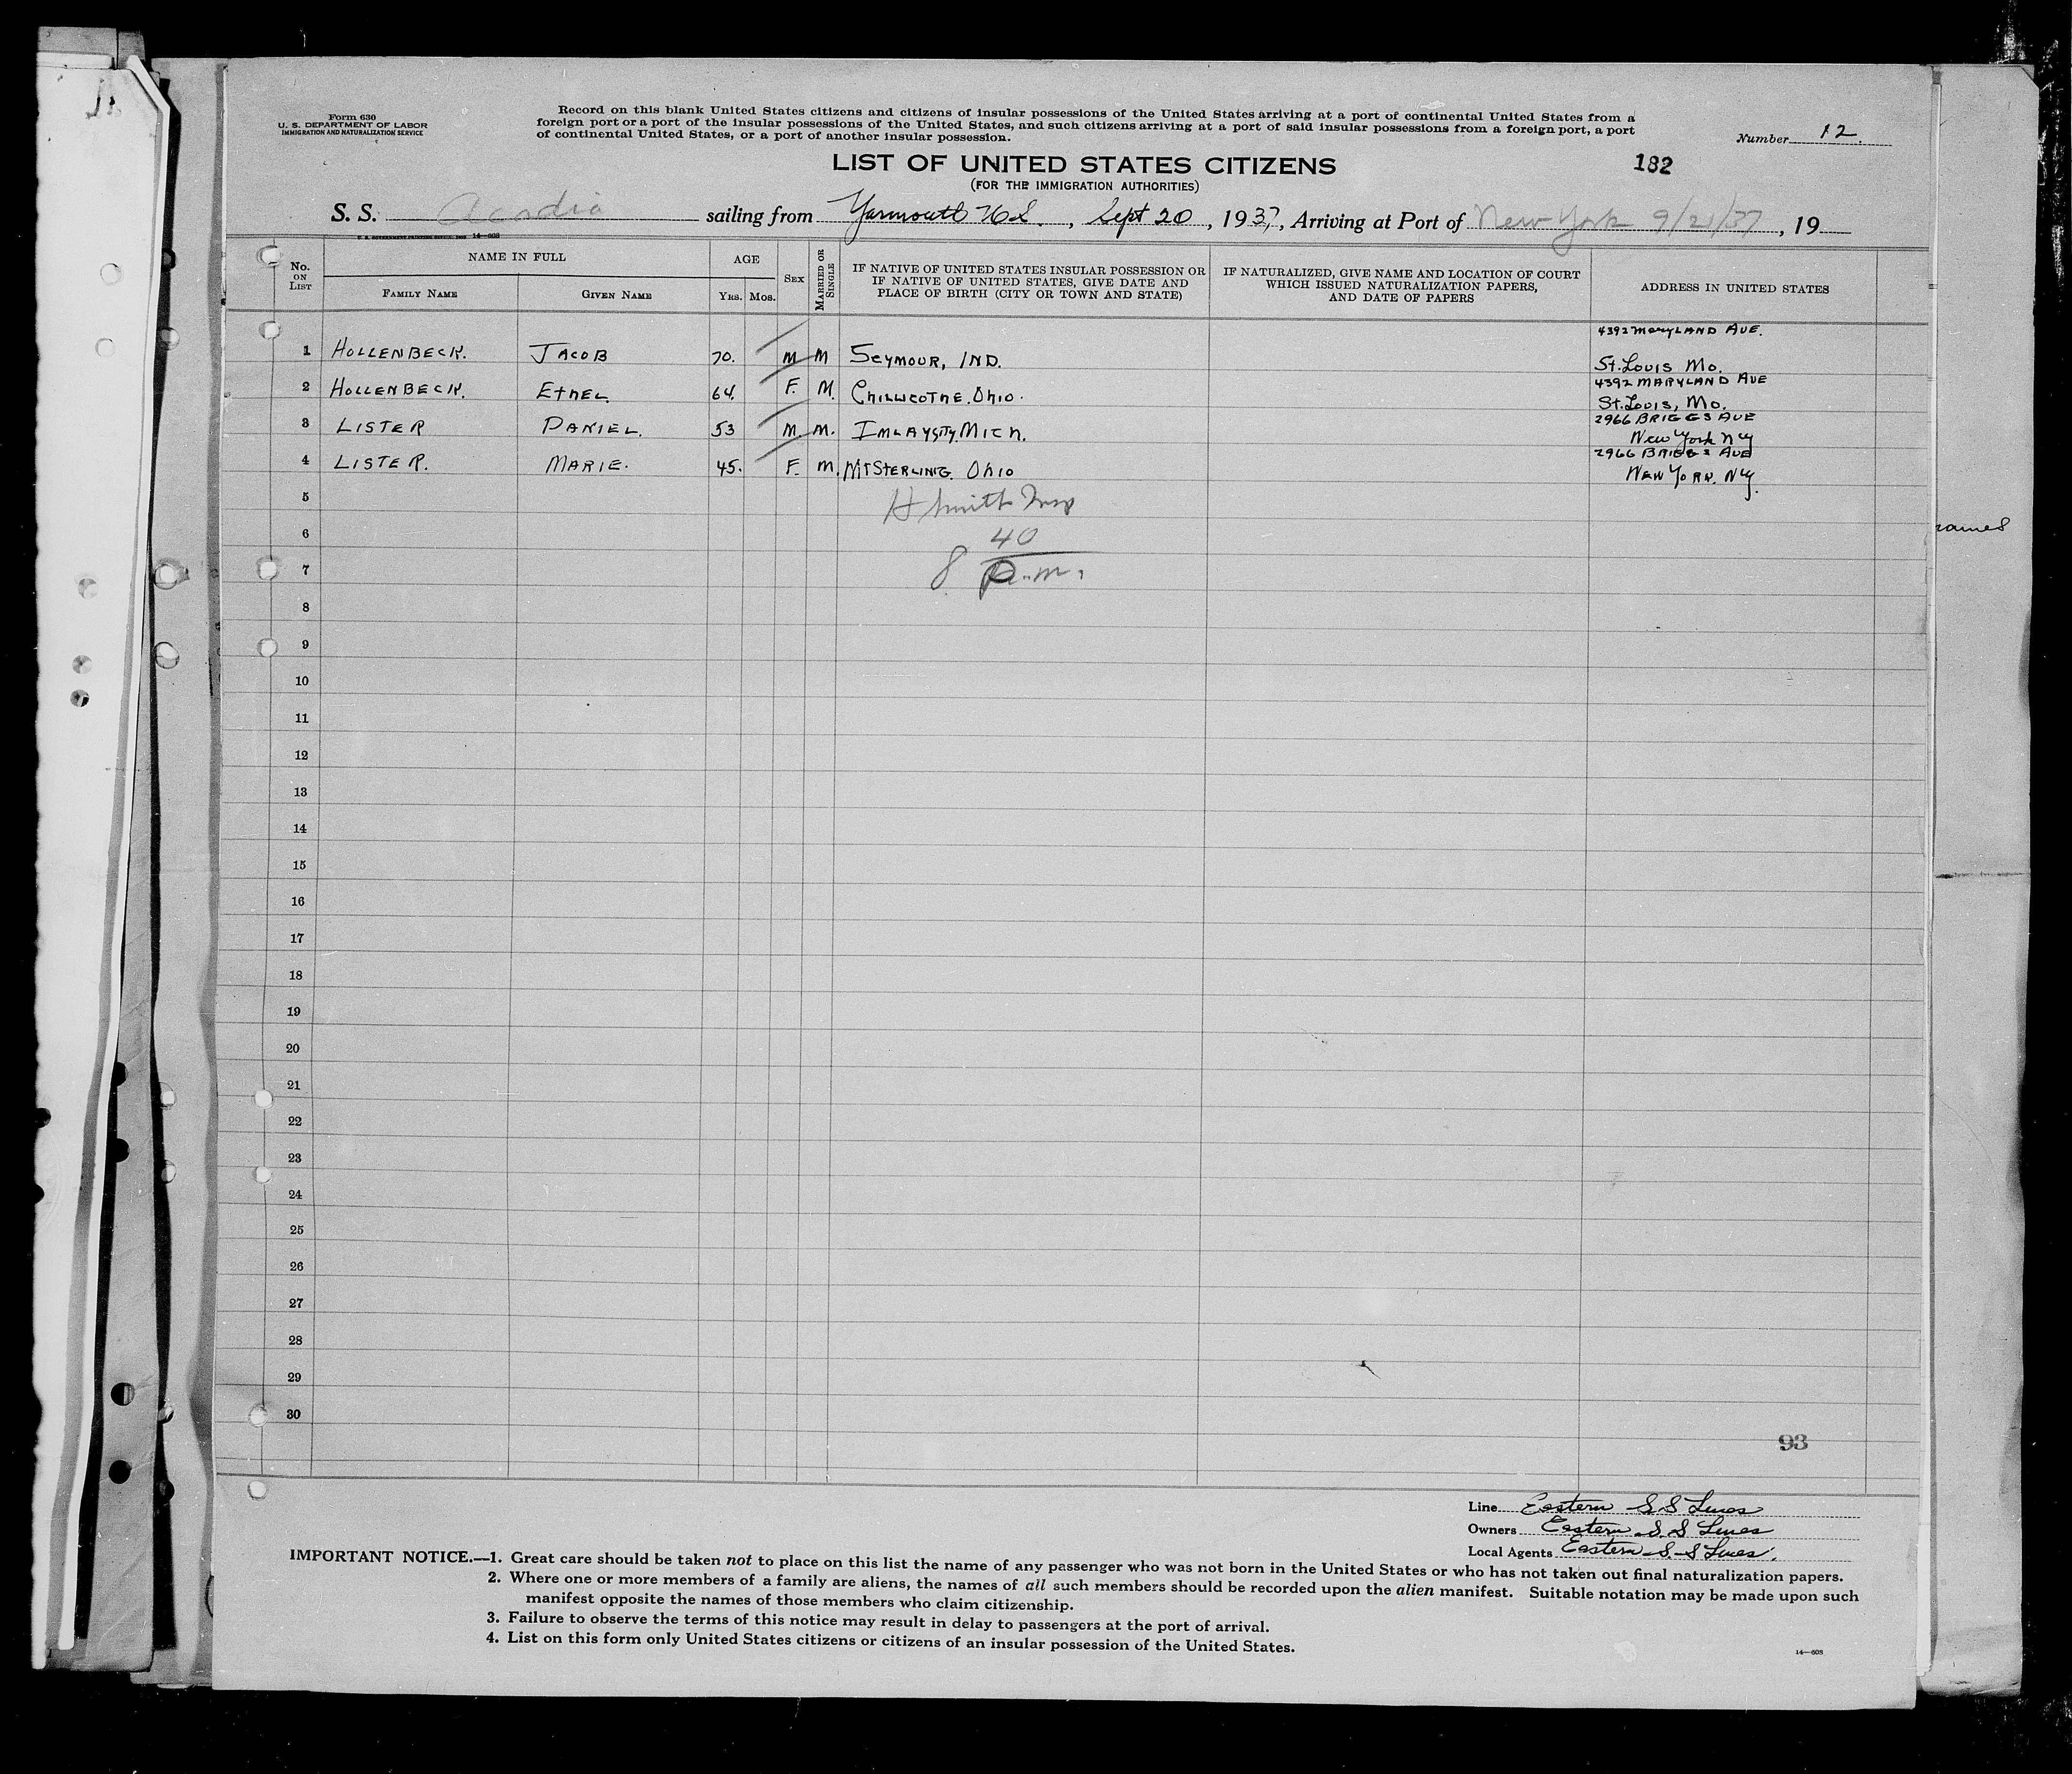 Form 630
U. S. DEPARTMENT OF LABOR
IMMIGRATION AND NATURALIZATION SERVICE
Record on this blank United States citizens and citizens of insular possessions of the United States arriving at a port of continental United States from a
foreign port or a port of the insular possessions of the United States, and such citizens arriving at a port of said insular possessions from a foreign port, a port
of continental United States, or a port of another insular possession.
Number 12.
LIST OF UNITED STATES CITIZENS
182
(FOR THE IMMIGRATION AUTHORITIES)
S. S. Acadia sailing from Yarmouth N S., Sept 20, 1937, Arriving at Port of New York 9/21/37, 19
14—608
No. ON LIST
NAME IN FULL
FAMILY NAME
GIVEN NAME
AGE
YRS. MOS.
SEX
MARRIED OR SINGLE
IF NATIVE OF UNITED STATES INSULAR POSSESSION OR
IF NATIVE OF UNITED STATES, GIVE DATE AND
PLACE OF BIRTH (CITY OR TOWN AND STATE)
IF NATURALIZED, GIVE NAME AND LOCATION OF COURT
WHICH ISSUED NATURALIZATION PAPERS,
AND DATE OF PAPERS
ADDRESS IN UNITED STATES
4392 MARYLAND AVE.
1 HOLLENBECK. JACOB 70. M M SEYMOUR, IND. ST. LOUIS MO.
4392 MARYLAND AVE
2 HOLLENBECK. ETHEL 64. F. M. CHILLICOTHE. OHIO. ST. LOUIS, MO.
2966 BRIGGS AVE
3 LISTER DANIEL. 53 M. M. IMLAYSITY. MICH. New York NY
2966 BRIGGS AVE
4 LISTER. MARIE. 45. F. M. MT STERLING. OHIO NEW YORK. NY.
5
H Smith Insp
6
40
7
8 p.m.
8
9
10
11
12
13
14
15
16
17
18
19
20
21
22
23
24
25
26
27
28
29
30
93
Line Eastern S S Lines
Owners Eastern S. S Lines
Local Agents Eastern S. S Lines.
IMPORTANT NOTICE.—1. Great care should be taken not to place on this list the name of any passenger who was not born in the United States or who has not taken out final naturalization papers.
2. Where one or more members of a family are aliens, the names of all such members should be recorded upon the alien manifest. Suitable notation may be made upon such
manifest opposite the names of those members who claim citizenship.
3. Failure to observe the terms of this notice may result in delay to passengers at the port of arrival.
4. List on this form only United States citizens or citizens of an insular possession of the United States.
14—608
names